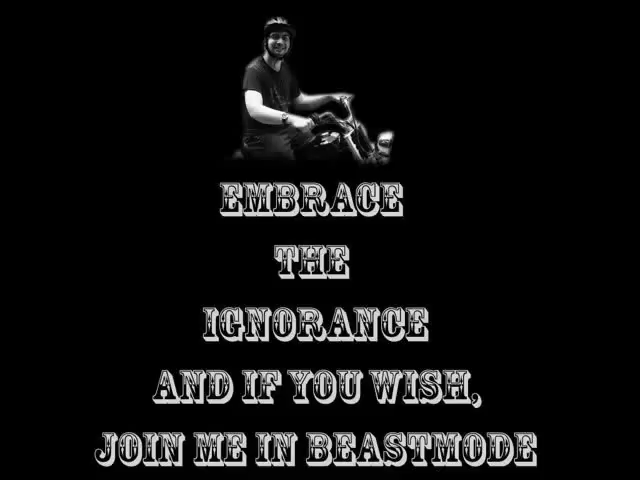 EMBRACE
THE
IGNORANCE
AND IF YOU WISH,
JOIN ME IN BEASTMODE